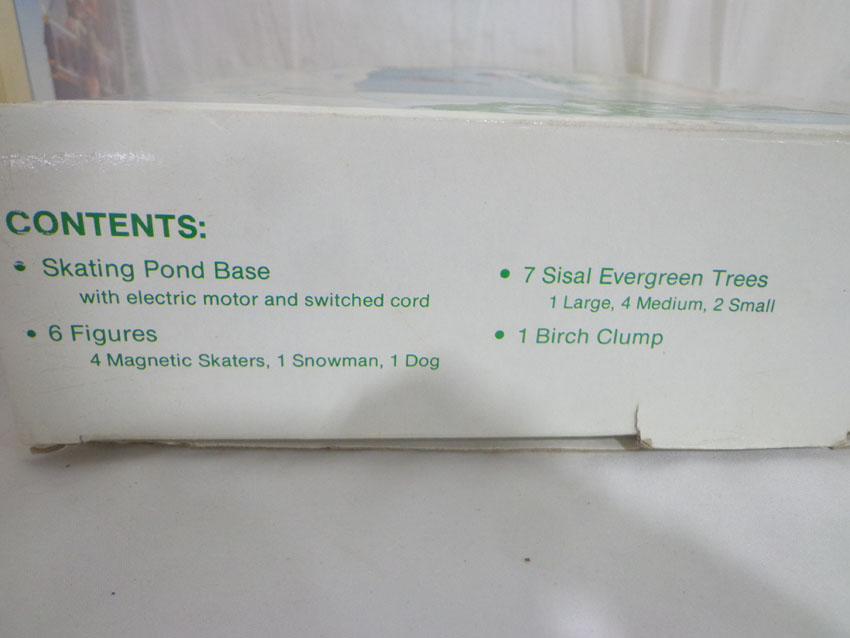 CONTENTS:
• Skating Pond Base
with electric motor and switched cord
• 6 Figures
4 Magnetic Skaters, 1 Snowman, 1 Dog
• 7 Sisal Evergreen Trees
1 Large, 4 Medium, 2 Small
• 1 Birch Clump